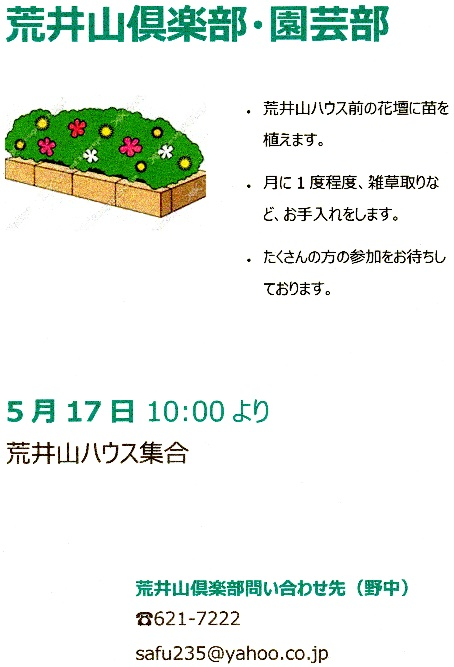 荒井山倶楽部・園芸部
・荒井山ハウス前の花壇に苗を
植えます。
・月に1度程度、雑草取りな
ど、お手入れをします。
・たくさんの方の参加をお待ちし
ております。
5月17日 10:00より
荒井山ハウス集合
荒井山倶楽部問い合わせ先（野中）
☎621-7222
safu235@yahoo.co.jp